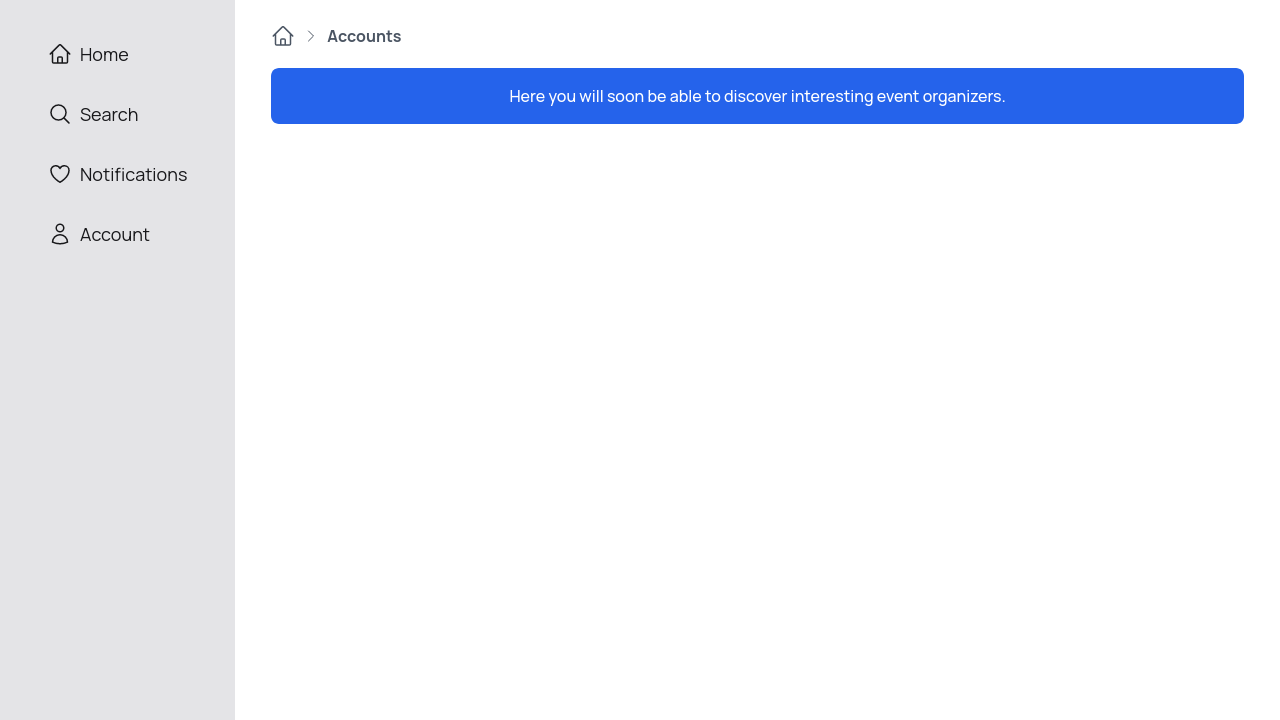 Home
Search
Notifications
Account
Accounts
Here you will soon be able to discover interesting event organizers.